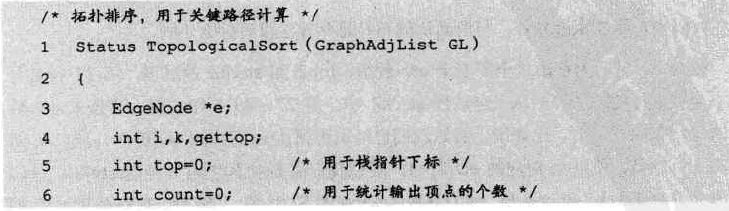 /* 拓扑排序，用于关键路径计算 */
1 Status TopologicalSort (GraphAdjList GL)
2 {
3 EdgeNode *e;
4 int i,k,gettop;
5 int top=0; /* 用于栈指针下标 */
6 int count=0; /* 用于统计输出顶点的个数 */